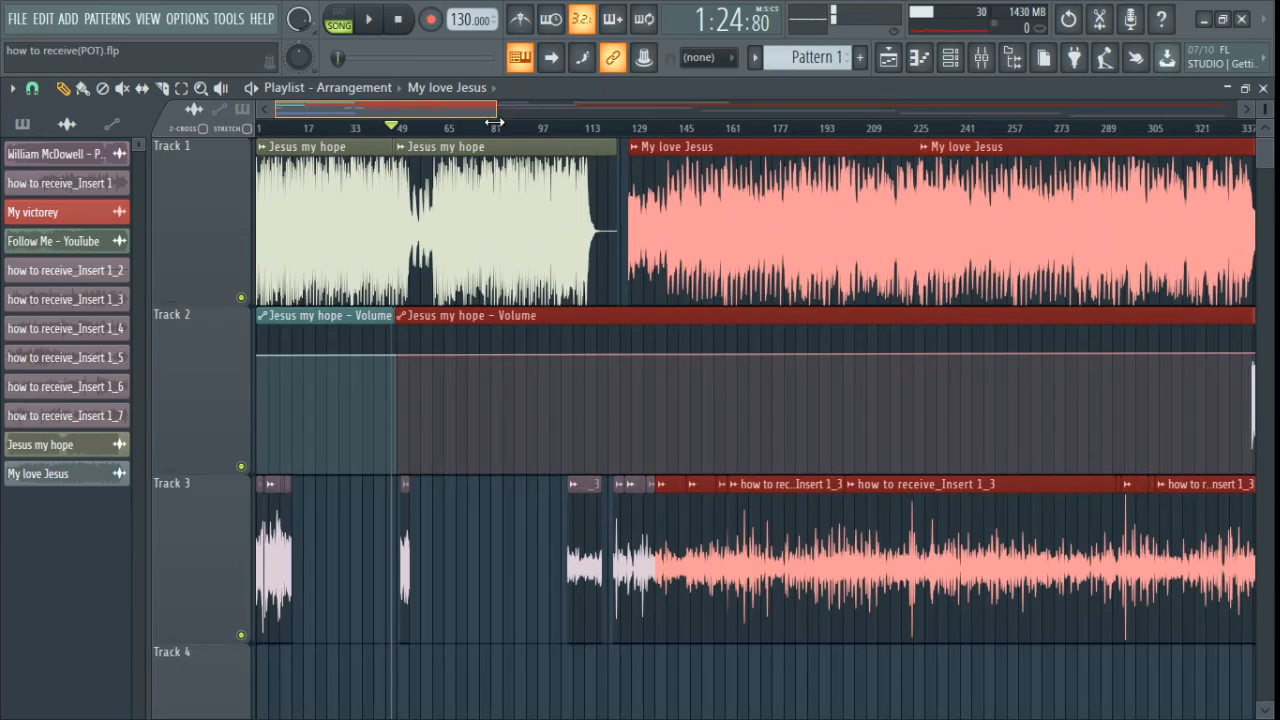 FILE EDIT ADD PATTERNS VIEW OPTIONS TOOLS HELP
SONG
130.000
3.2
1:24:80
M:S:CS
30
1430 MB
0
how to receive(POT).flp
(none)
Pattern 1
07/10 FL
STUDIO | Getti..
Playlist - Arrangement
My love Jesus
Z-CROSS
STRETCH
1 17 33 49 65 81 97 113 129 145 161 177 193 209 225 241 257 273 289 305 321 337
William McDowell - P..
how to receive_Insert 1
My victorey
Follow Me - YouTube
how to receive_Insert 1_2
how to receive_Insert 1_3
how to receive_Insert 1_4
how to receive_Insert 1_5
how to receive_Insert 1_6
how to receive_Insert 1_7
Jesus my hope
My love Jesus
Track 1
Jesus my hope
Jesus my hope
My love Jesus
My love Jesus
Track 2
Jesus my hope - Volume
Jesus my hope - Volume
Track 3
_3
how to rec..Insert 1_3
how to receive_Insert 1_3
how to r..nsert 1_3
Track 4